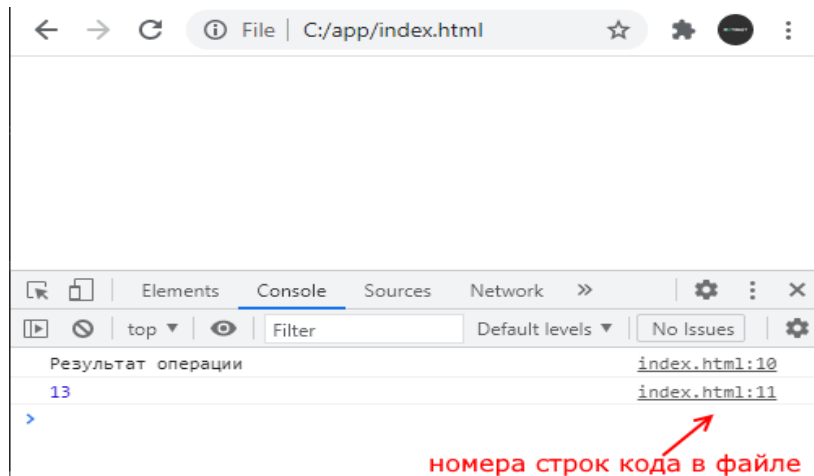 File | C:/app/index.html
Elements Console Sources Network »
top ▼ Filter Default levels ▼ No Issues
Результат операции index.html:10
13 index.html:11
>
номера строк кода в файле